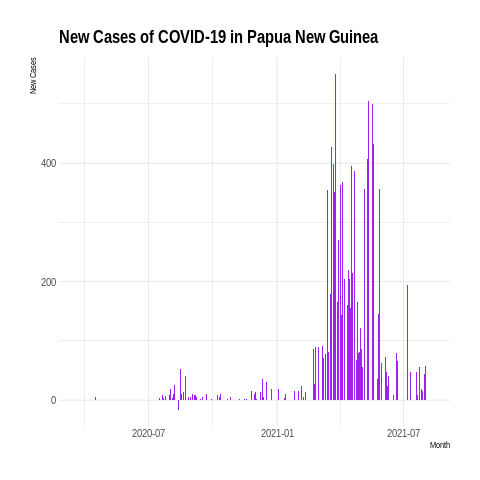 New Cases of COVID-19 in Papua New Guinea
New Cases
400
200
0
2020-07
2021-01
2021-07
Month